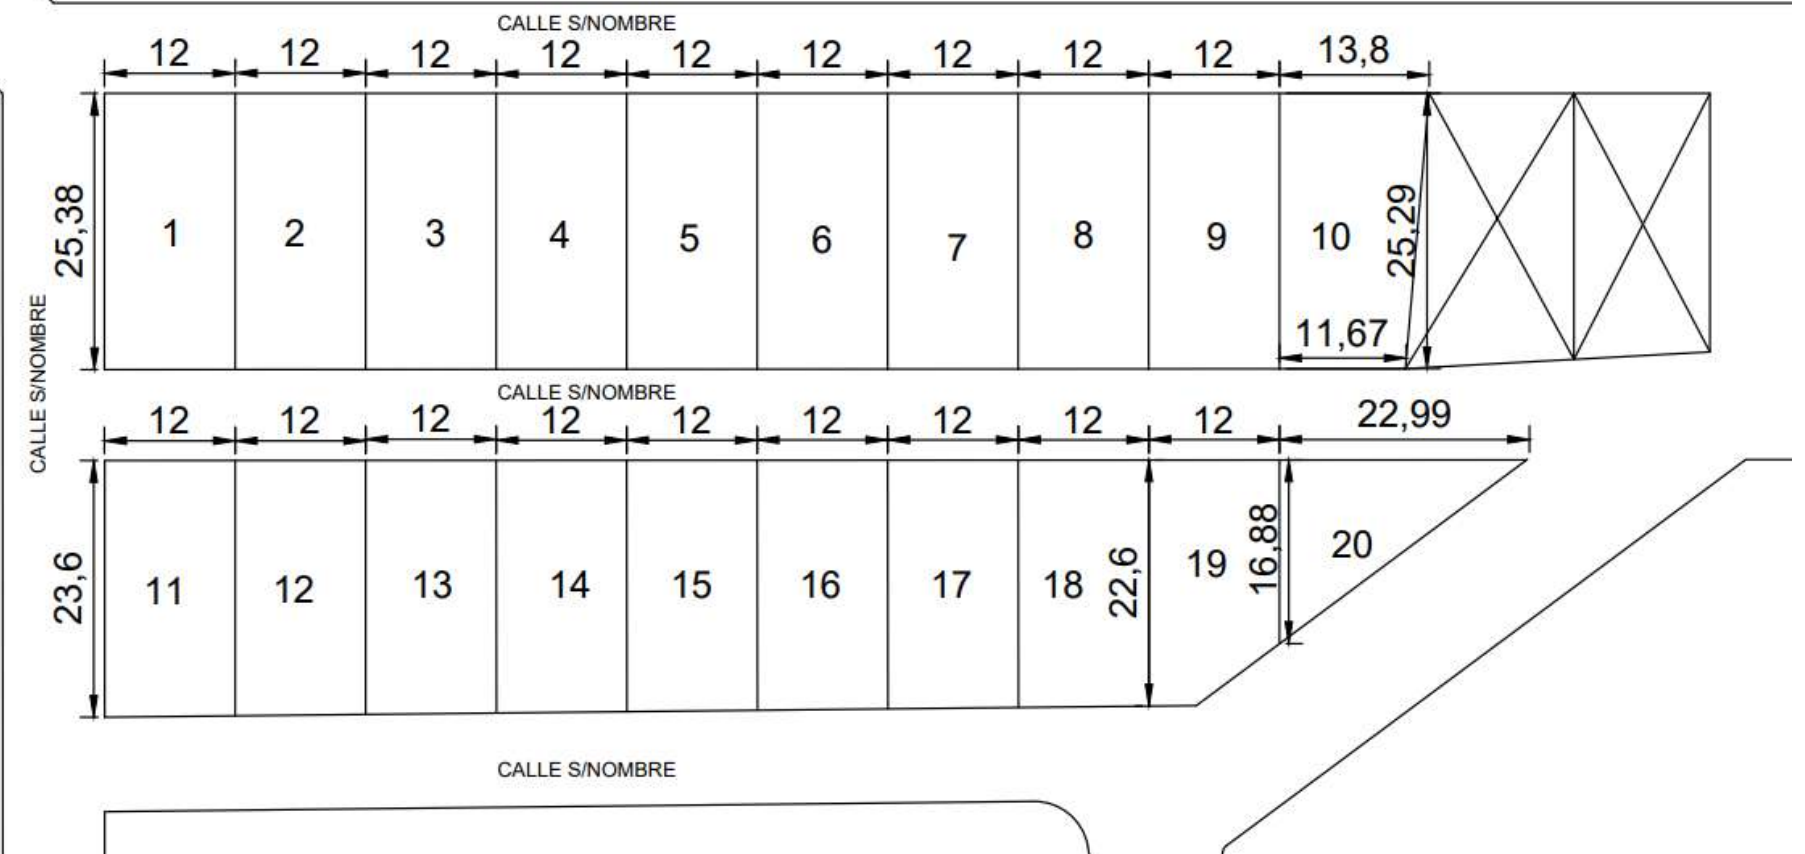 CALLE S/NOMBRE
12 12 12 12 12 12 12 12 12 13,8
25,38
1 2 3 4 5 6 7 8 9 10 25,29
11,67
CALLE S/NOMBRE
CALLE S/NOMBRE
12 12 12 12 12 12 12 12 12 22,99
23,6
11 12 13 14 15 16 17 18 22,6 19 16,88 20
CALLE S/NOMBRE